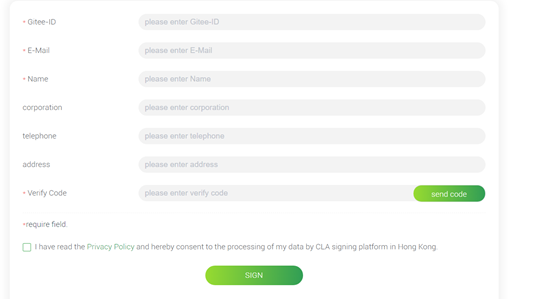 * Gitee-ID please enter Gitee-ID
* E-Mail please enter E-Mail
* Name please enter Name
corporation please enter corporation
telephone please enter telephone
address please enter address
* Verify Code please enter verify code send code
*require field.
I have read the Privacy Policy and hereby consent to the processing of my data by CLA signing platform in Hong Kong.
SIGN